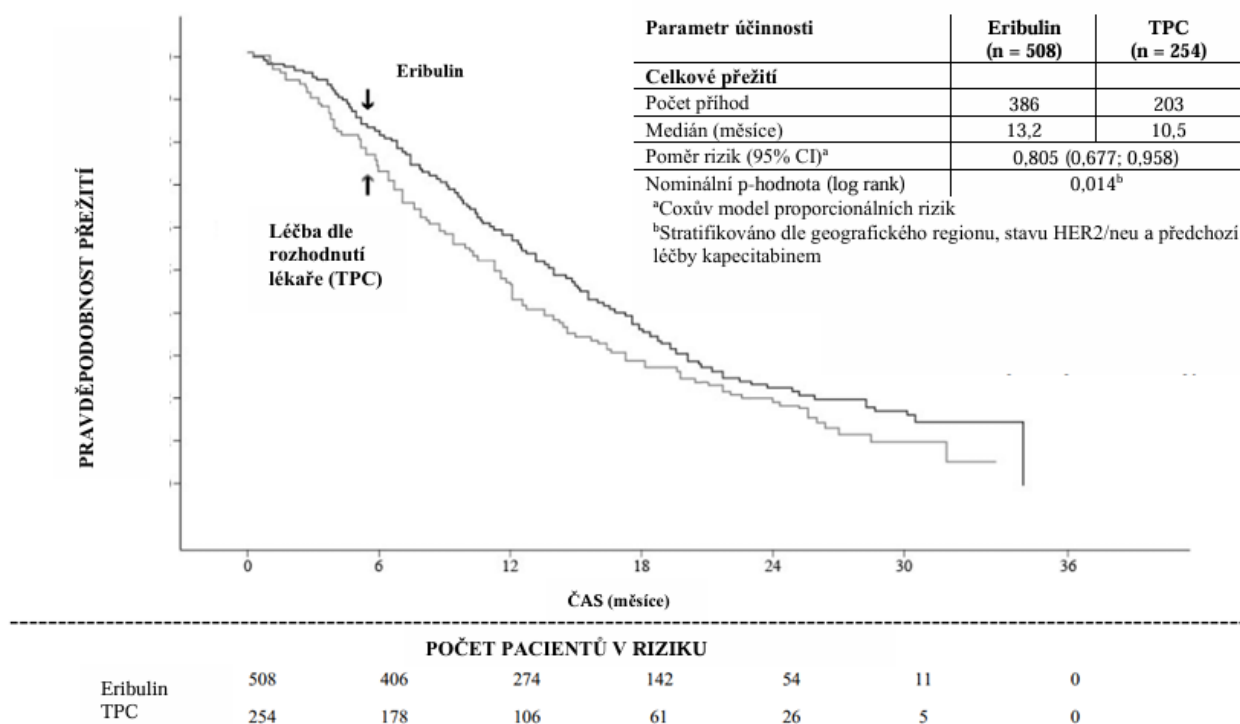 Parametr účinnosti Eribulin (n = 508) TPC (n = 254)
Celkové přežití
Počet příhod 386 203
Medián (měsíce) 13,2 10,5
Poměr rizik (95% CI)ᵃ 0,805 (0,677; 0,958)
Nominální p-hodnota (log rank) 0,014ᵇ
ᵃCoxův model proporcionálních rizik
ᵇStratifikováno dle geografického regionu, stavu HER2/neu a předchozí
léčby kapecitabinem
PRAVDĚPODOBNOST PŘEŽITÍ
Eribulin
Léčba dle
rozhodnutí
lékaře (TPC)
0 6 12 18 24 30 36
ČAS (měsíce)
POČET PACIENTŮ V RIZIKU
Eribulin 508 406 274 142 54 11 0
TPC 254 178 106 61 26 5 0